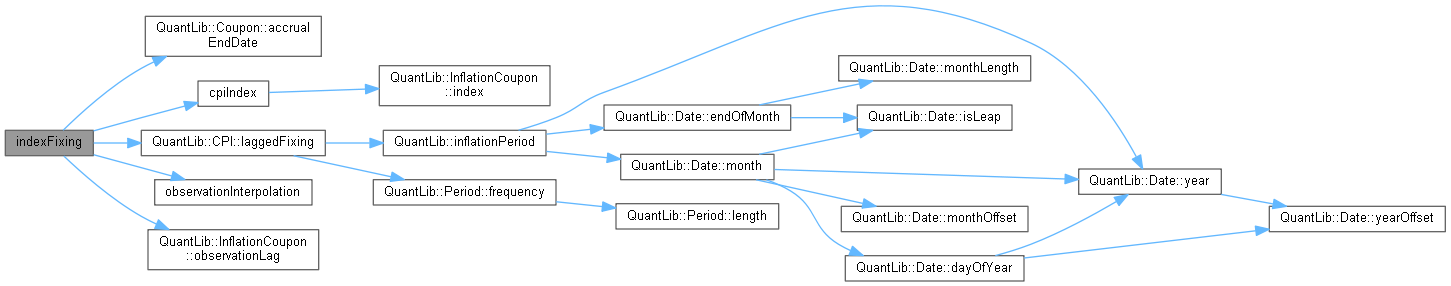 QuantLib::Coupon::accrual
EndDate
cpiIndex
QuantLib::InflationCoupon
::index
indexFixing
QuantLib::CPI::laggedFixing
QuantLib::inflationPeriod
QuantLib::Date::endOfMonth
QuantLib::Date::monthLength
QuantLib::Date::isLeap
QuantLib::Date::month
QuantLib::Date::year
observationInterpolation
QuantLib::Period::frequency
QuantLib::Period::length
QuantLib::Date::monthOffset
QuantLib::Date::yearOffset
QuantLib::InflationCoupon
::observationLag
QuantLib::Date::dayOfYear